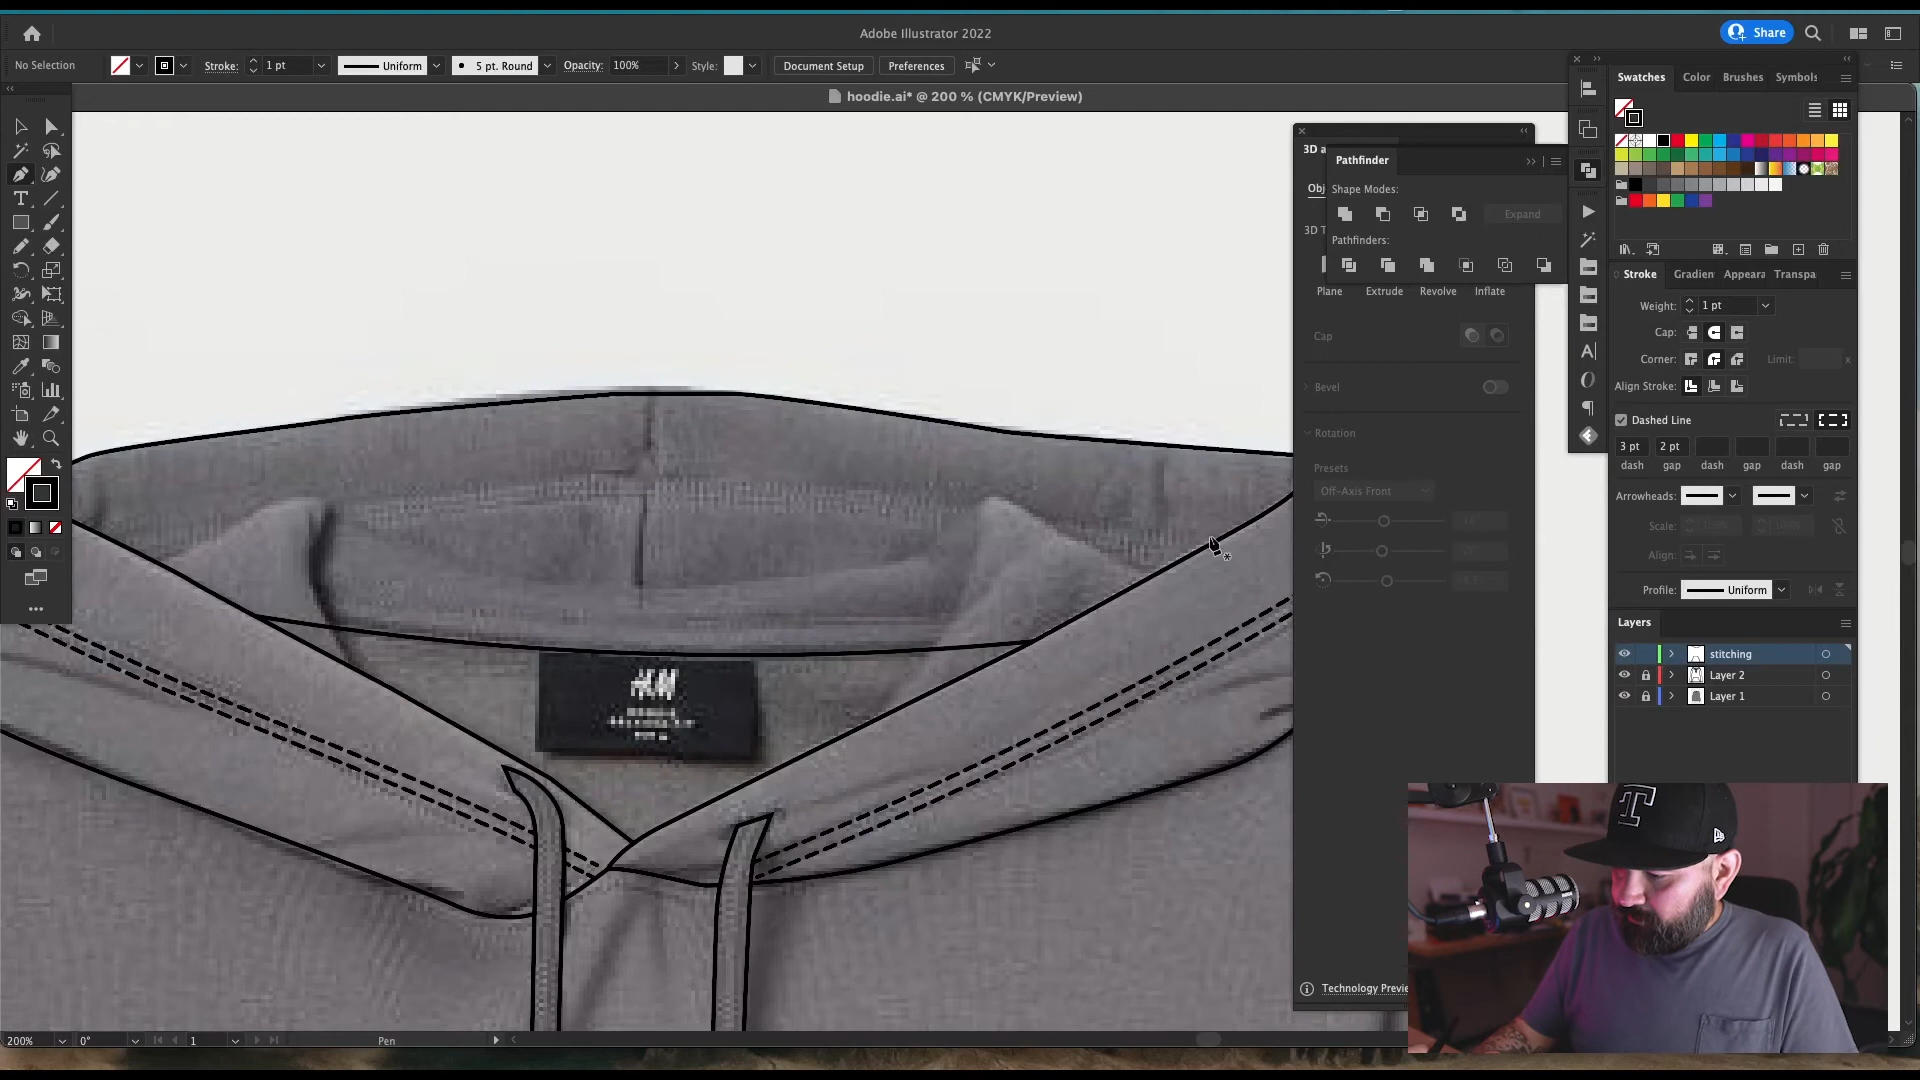 Adobe Illustrator 2022
Share
No Selection
Stroke:
1 pt
Uniform
5 pt. Round
Opacity:
100%
Style:
Document Setup
Preferences
hoodie.ai* @ 200 % (CMYK/Preview)
Swatches
Color
Brushes
Symbols
3D a
Pathfinder
Obj
Shape Modes:
Expand
3D T
Pathfinders:
Plane
Extrude
Revolve
Inflate
Cap
Bevel
Rotation
Presets
Off-Axis Front
Stroke
Gradien
Appeara
Transpa
Weight:
1 pt
Cap:
Corner:
Limit:
x
Align Stroke:
Dashed Line
3 pt
2 pt
dash
gap
dash
gap
dash
gap
Arrowheads:
Scale:
100%
100%
Align:
Profile:
Uniform
Layers
stitching
Layer 2
Layer 1
H&M
T
Technology Previe
200%
0°
1
Pen